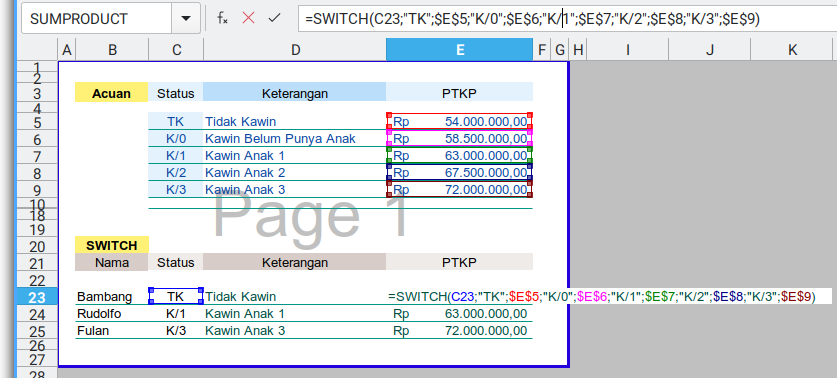 SUMPRODUCT =SWITCH(C23;"TK";$E$5;"K/0";$E$6;"K/1";$E$7;"K/2";$E$8;"K/3";$E$9)
A B C D E F G H I J K
1
2
3 Acuan Status Keterangan PTKP
4
5 TK Tidak Kawin Rp 54.000.000,00
6 K/0 Kawin Belum Punya Anak Rp 58.500.000,00
7 K/1 Kawin Anak 1 Rp 63.000.000,00
8 K/2 Kawin Anak 2 Rp 67.500.000,00
9 K/3 Kawin Anak 3 Rp 72.000.000,00
10
Page 1
18
19
20 SWITCH
21 Nama Status Keterangan PTKP
22
23 Bambang TK Tidak Kawin =SWITCH(C23;"TK";$E$5;"K/0";$E$6;"K/1";$E$7;"K/2";$E$8;"K/3";$E$9)
24 Rudolfo K/1 Kawin Anak 1 Rp 63.000.000,00
25 Fulan K/3 Kawin Anak 3 Rp 72.000.000,00
26
27
28